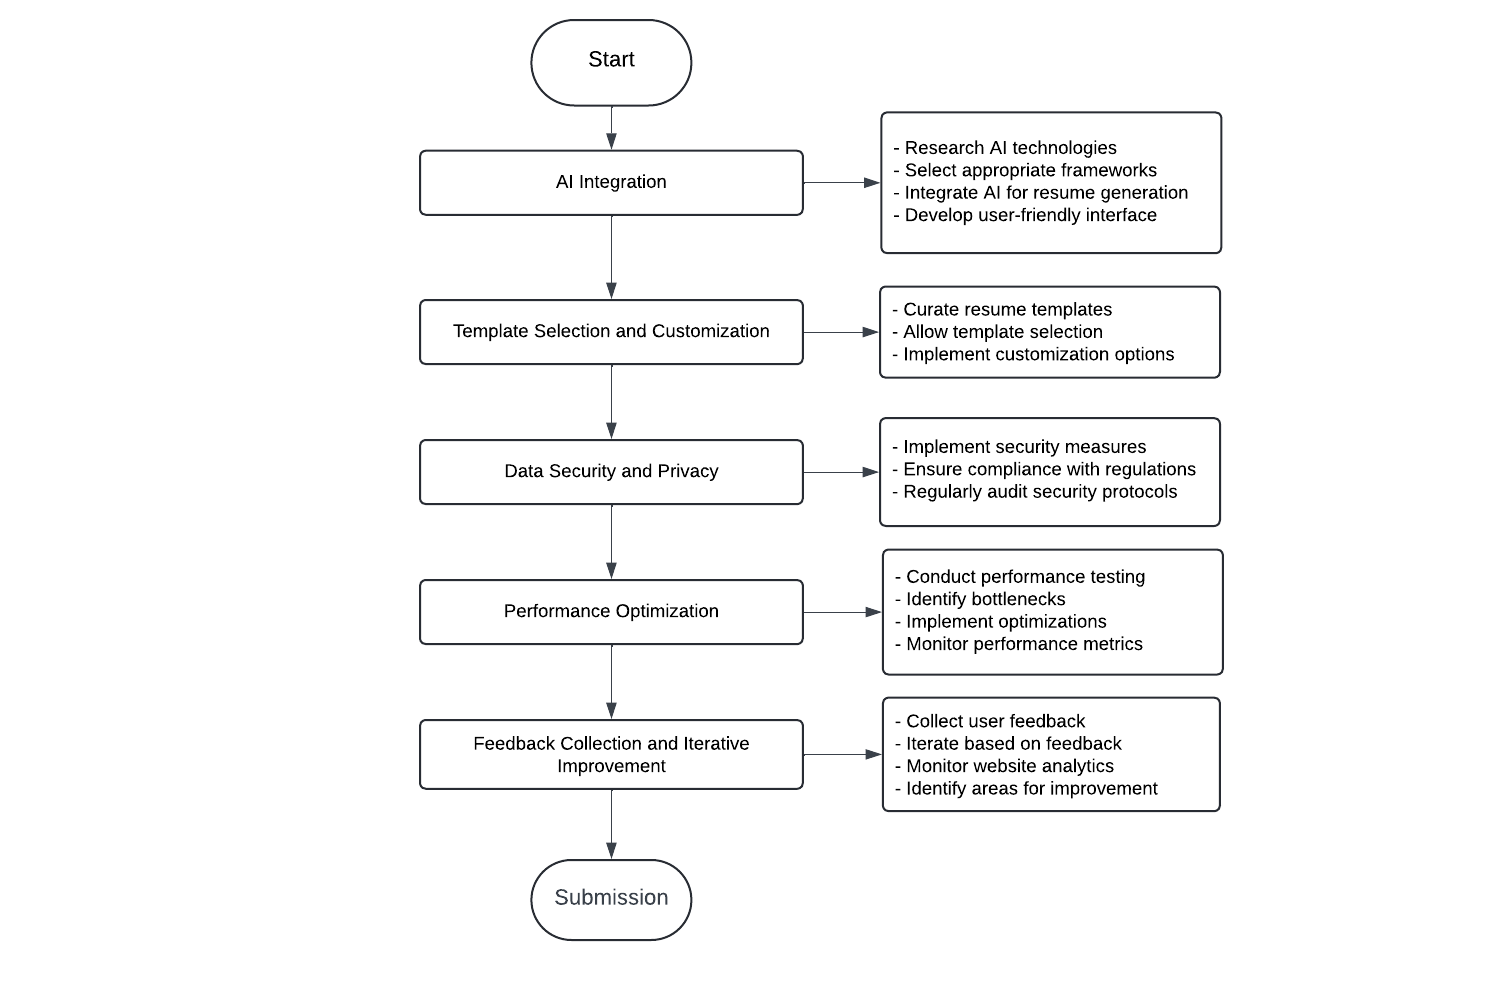 Start
AI Integration
- Research AI technologies
- Select appropriate frameworks
- Integrate AI for resume generation
- Develop user-friendly interface
Template Selection and Customization
- Curate resume templates
- Allow template selection
- Implement customization options
Data Security and Privacy
- Implement security measures
- Ensure compliance with regulations
- Regularly audit security protocols
Performance Optimization
- Conduct performance testing
- Identify bottlenecks
- Implement optimizations
- Monitor performance metrics
Feedback Collection and Iterative
Improvement
- Collect user feedback
- Iterate based on feedback
- Monitor website analytics
- Identify areas for improvement
Submission